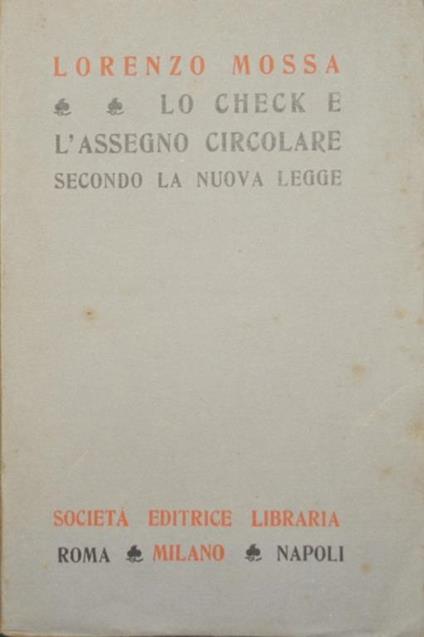 LORENZO MOSSA
LO CHECK E
L'ASSEGNO CIRCOLARE
SECONDO LA NUOVA LEGGE
SOCIETÀ EDITRICE LIBRARIA
ROMA MILANO NAPOLI